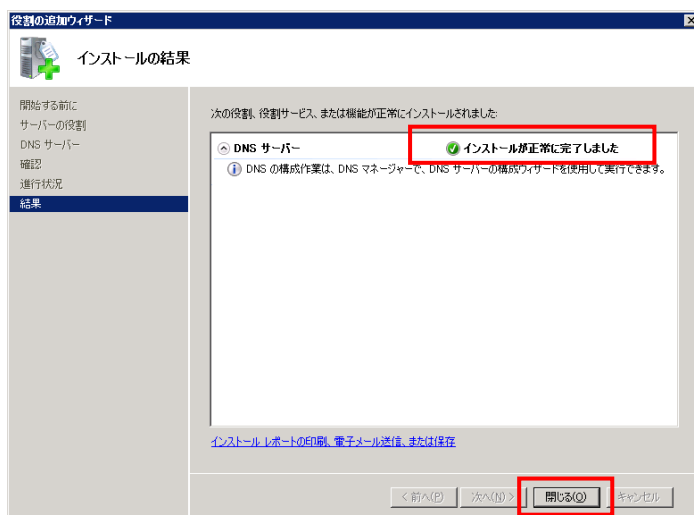 役割の追加ウィザード
インストールの結果
開始する前に
サーバーの役割
DNS サーバー
確認
進行状況
結果
次の役割、役割サービス、または機能が正常にインストールされました:
DNS サーバー
インストールが正常に完了しました
DNS の構成作業は、DNS マネージャーで、DNS サーバーの構成ウィザードを使用して実行できます。
インストール レポートの印刷、電子メール送信、または保存
< 前へ(P)
次へ(N) >
閉じる(O)
キャンセル